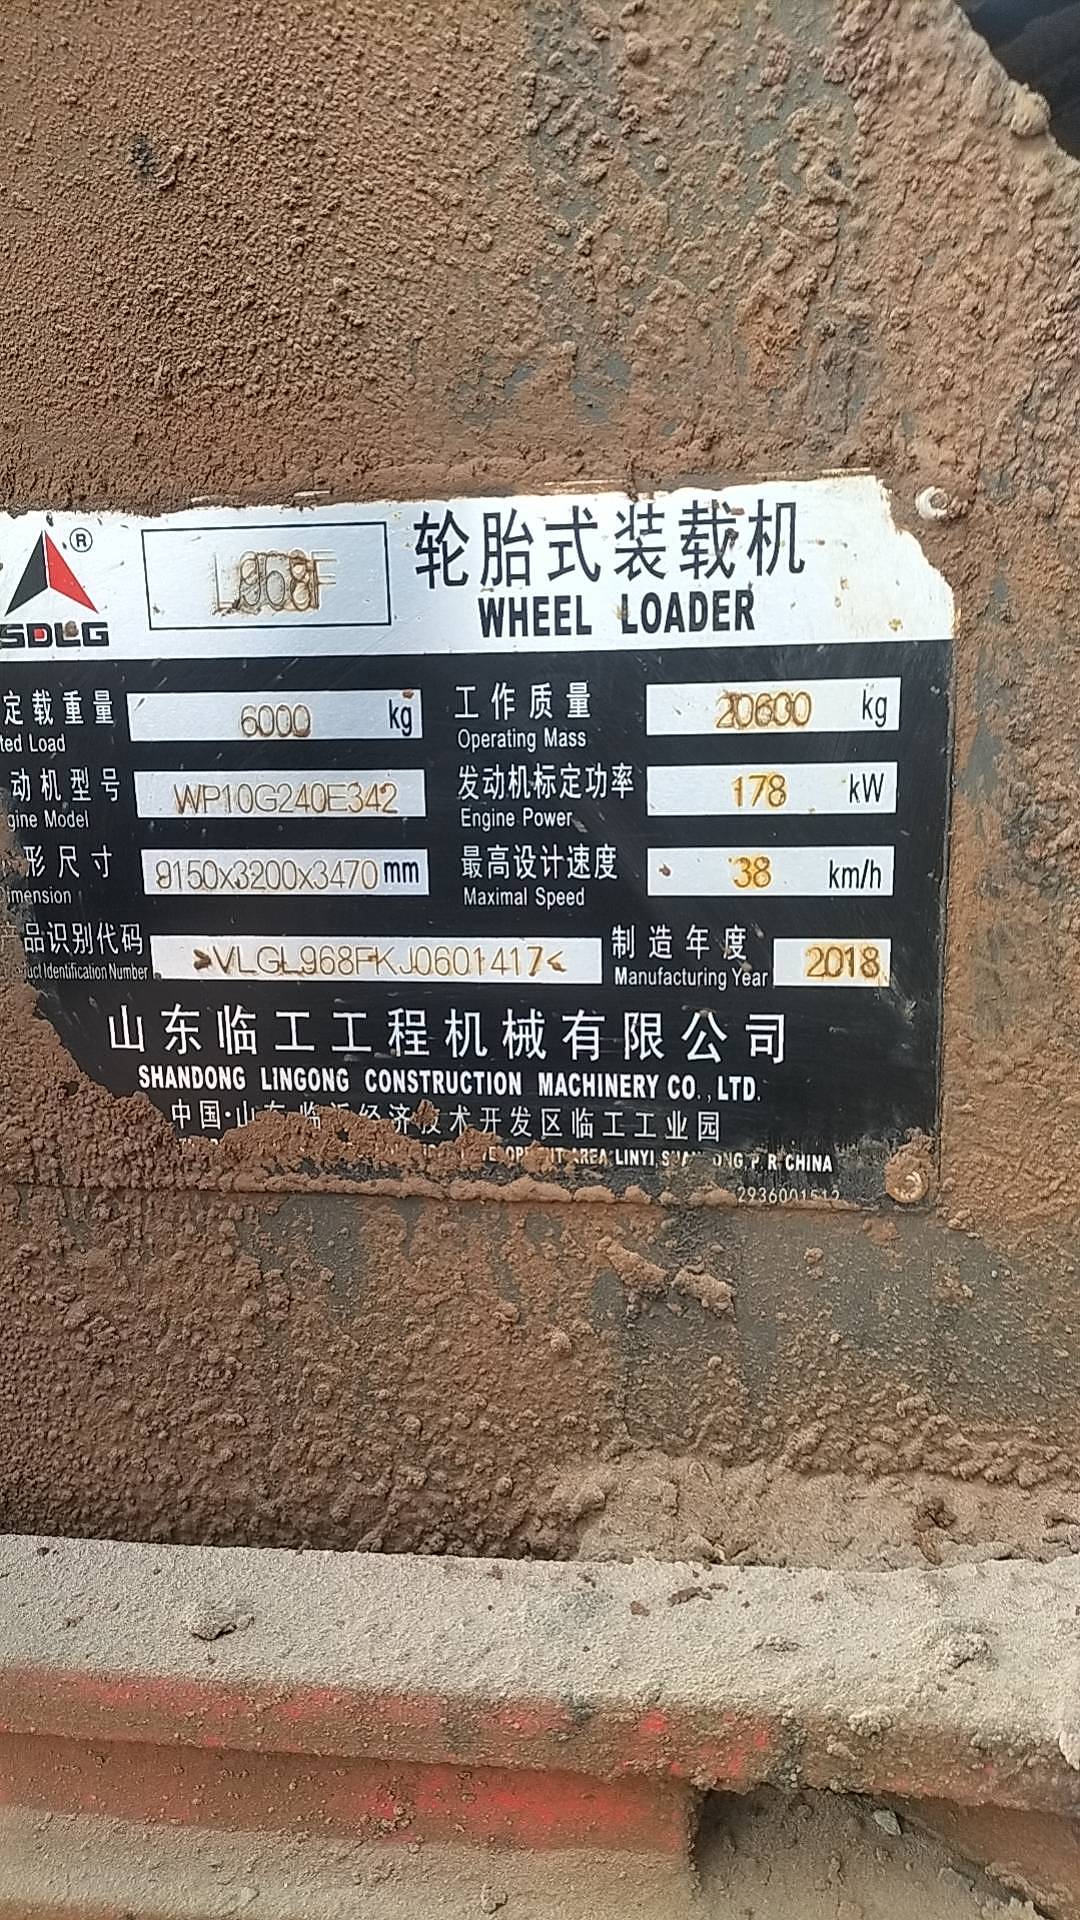 ® L968F 轮胎式装载机
SDLG WHEEL LOADER
定载重量 6000 kg 工作质量 20600 kg
ted Load Operating Mass
动机型号 WP10G240E342 发动机标定功率 178 kW
gine Model Engine Power
形尺寸 9150x3200x3470 mm 最高设计速度 38 km/h
imension Maximal Speed
品识别代码 >VLGL968FKJ0601417< 制造年度 2018
uct Identification Number Manufacturing Year
山东临工工程机械有限公司
SHANDONG LINGONG CONSTRUCTION MACHINERY CO., LTD.
中国·山东临沂经济技术开发区临工工业园
AREA LINYI, P. R. CHINA
2936001512